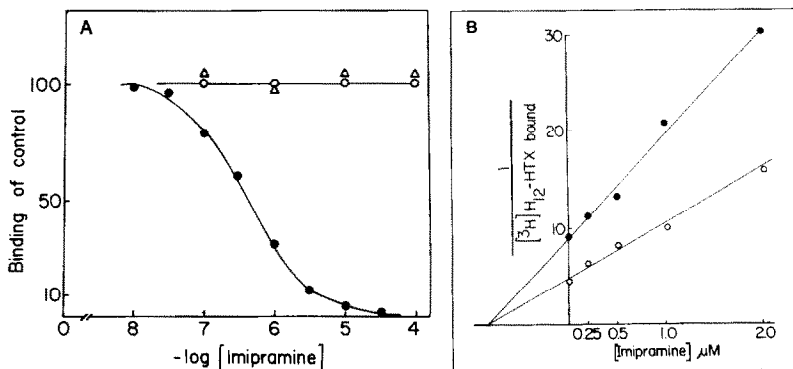 A
Binding of control
100
50
10
0 8 7 6 5 4
-log [Imipramine]
B
1
[³H]H₁₂-HTX bound
30
20
10
0.25 0.5 1.0 2.0
[Imipramine] μM